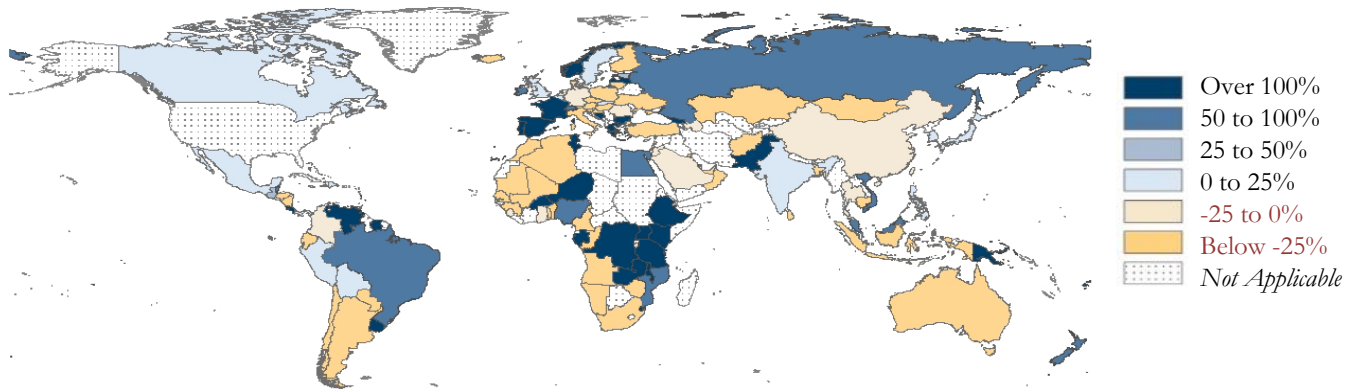 Over 100%
50 to 100%
25 to 50%
0 to 25%
-25 to 0%
Below -25%
Not Applicable